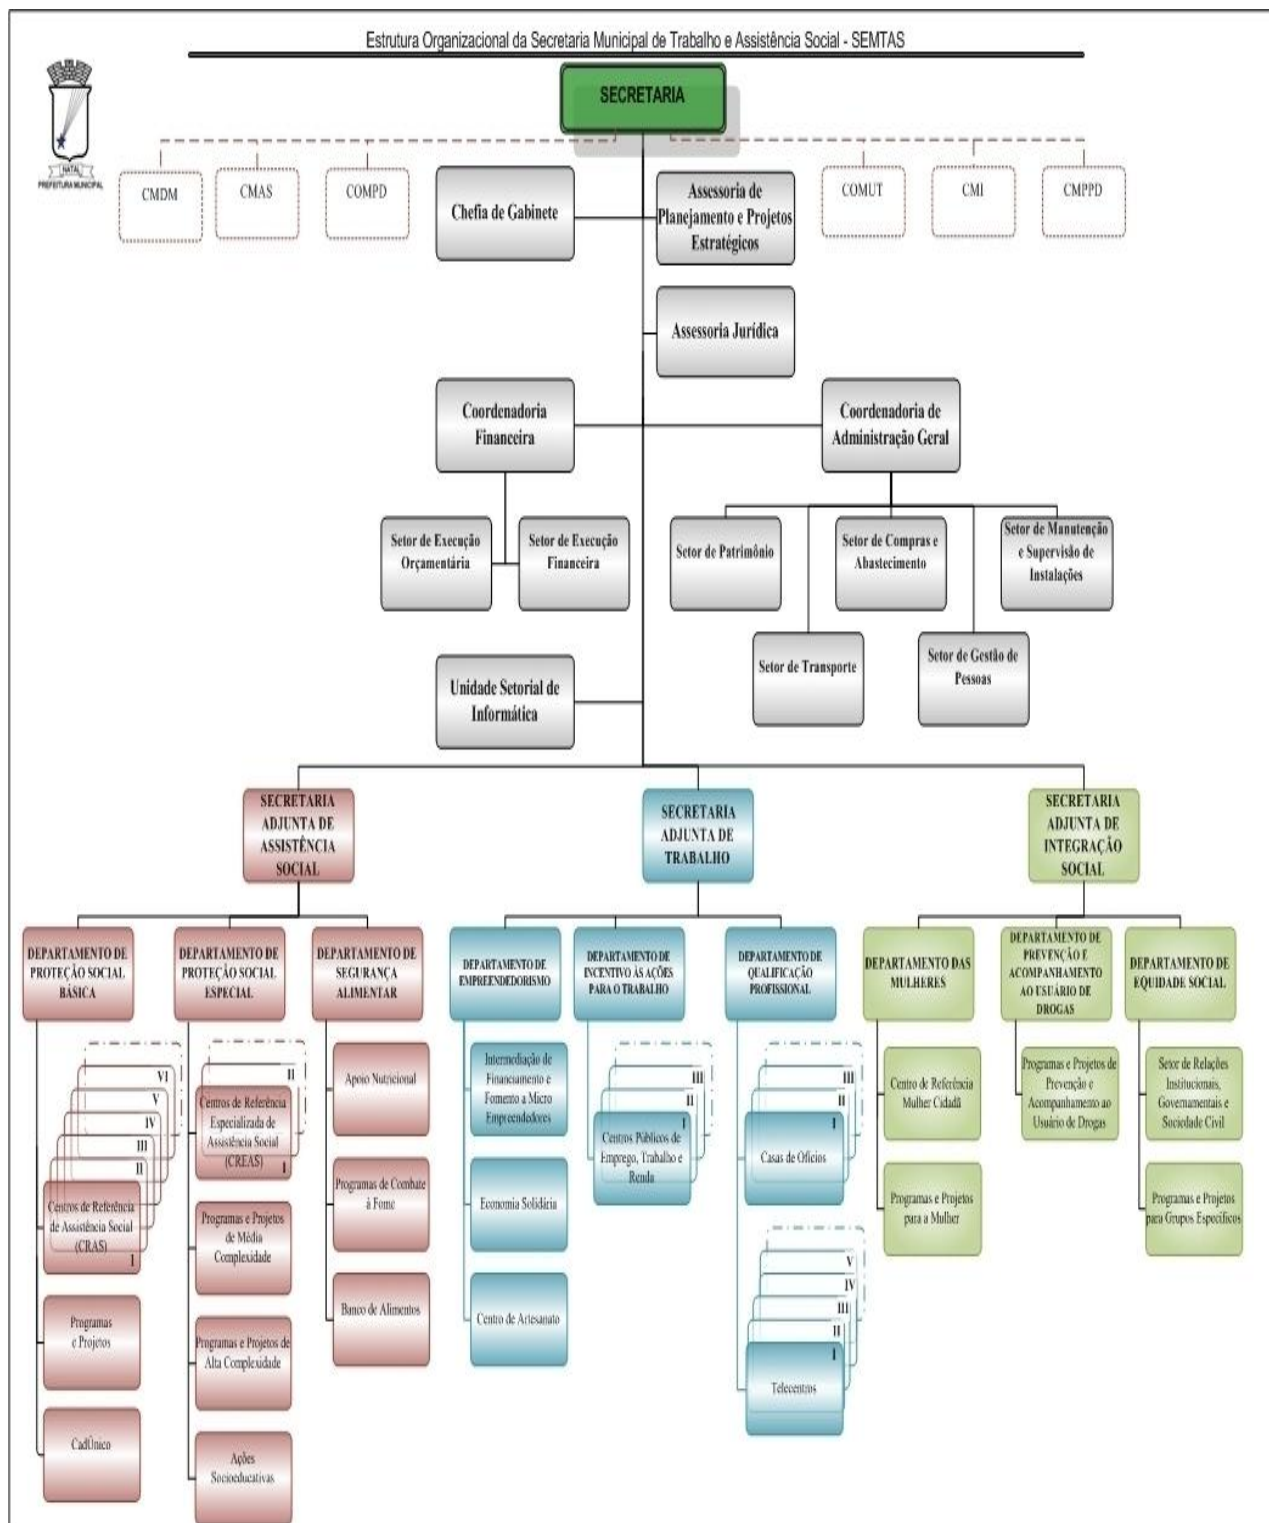 Estrutura Organizacional da Secretaria Municipal de Trabalho e Assistência Social - SEMTAS
SECRETARIA
NATAL
PREFEITURA MUNICIPAL
CMDM
CMAS
COMPD
COMUT
CMI
CMPPD
Chefia de Gabinete
Assessoria de
Planejamento e Projetos
Estratégicos
Assessoria Jurídica
Coordenadoria
Financeira
Coordenadoria de
Administração Geral
Setor de Execução
Orçamentária
Setor de Execução
Financeira
Setor de Patrimônio
Setor de Compras e
Abastecimento
Setor de Manutenção
e Supervisão de
Instalações
Setor de Transporte
Setor de Gestão de
Pessoas
Unidade Setorial de
Informática
SECRETARIA
ADJUNTA DE
ASSISTÊNCIA
SOCIAL
SECRETARIA
ADJUNTA DE
TRABALHO
SECRETARIA
ADJUNTA DE
INTEGRAÇÃO
SOCIAL
DEPARTAMENTO DE
PROTEÇÃO SOCIAL
BÁSICA
DEPARTAMENTO DE
PROTEÇÃO SOCIAL
ESPECIAL
DEPARTAMENTO DE
SEGURANÇA
ALIMENTAR
DEPARTAMENTO DE
EMPREENDEDORISMO
DEPARTAMENTO DE
INCENTIVO ÀS AÇÕES
PARA O TRABALHO
DEPARTAMENTO DE
QUALIFICAÇÃO
PROFISSIONAL
DEPARTAMENTO DAS
MULHERES
DEPARTAMENTO DE
PREVENÇÃO E
ACOMPANHAMENTO
AO USUÁRIO DE
DROGAS
DEPARTAMENTO DE
EQUIDADE SOCIAL
VI
V
IV
III
II
Centros de Referência
de Assistência Social
(CRAS)
I
Programas
e Projetos
CadÚnico
II
Centros de Referência
Especializada de
Assistência Social
(CREAS)
I
Programas e Projetos
de Média
Complexidade
Programas e Projetos de
Alta Complexidade
Ações
Socioeducativas
Apoio Nutricional
Programas de Combate
à Fome
Banco de Alimentos
Intermediação de
Financiamento e
Fomento a Micro
Empreendedores
Economia Solidária
Centro de Artesanato
III
II
I
Centros Públicos de
Emprego, Trabalho e
Renda
III
II
I
Casas de Ofícios
V
IV
III
II
I
Telecentros
Centro de Referência
Mulher Cidadã
Programas e Projetos
para a Mulher
Programas e Projetos de
Prevenção e
Acompanhamento ao
Usuário de Drogas
Setor de Relações
Institucionais,
Governamentais e
Sociedade Civil
Programas e Projetos
para Grupos Específicos